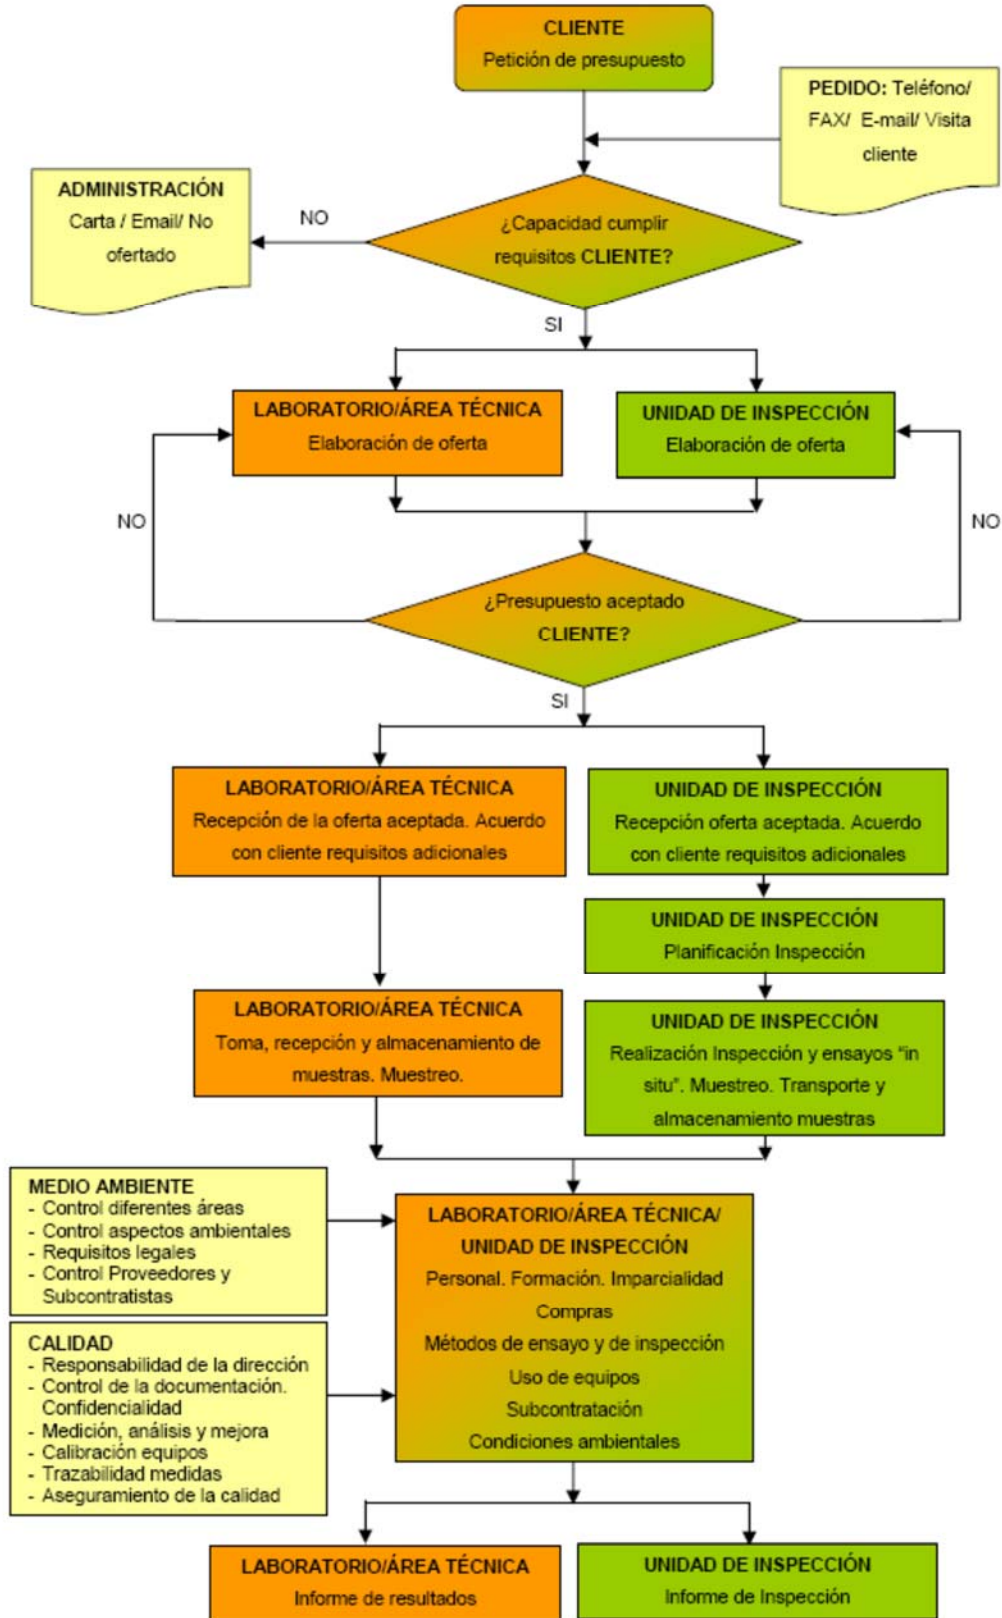 CLIENTE
Petición de presupuesto
PEDIDO: Teléfono/
FAX/ E-mail/ Visita
cliente
ADMINISTRACIÓN
Carta / Email/ No
ofertado
NO
¿Capacidad cumplir
requisitos CLIENTE?
SI
LABORATORIO/ÁREA TÉCNICA
Elaboración de oferta
UNIDAD DE INSPECCIÓN
Elaboración de oferta
NO
NO
¿Presupuesto aceptado
CLIENTE?
SI
LABORATORIO/ÁREA TÉCNICA
Recepción de la oferta aceptada. Acuerdo
con cliente requisitos adicionales
UNIDAD DE INSPECCIÓN
Recepción oferta aceptada. Acuerdo
con cliente requisitos adicionales
UNIDAD DE INSPECCIÓN
Planificación Inspección
LABORATORIO/ÁREA TÉCNICA
Toma, recepción y almacenamiento de
muestras. Muestreo.
UNIDAD DE INSPECCIÓN
Realización Inspección y ensayos "in
situ". Muestreo. Transporte y
almacenamiento muestras
MEDIO AMBIENTE
- Control diferentes áreas
- Control aspectos ambientales
- Requisitos legales
- Control Proveedores y
Subcontratistas
CALIDAD
- Responsabilidad de la dirección
- Control de la documentación.
Confidencialidad
- Medición, análisis y mejora
- Calibración equipos
- Trazabilidad medidas
- Aseguramiento de la calidad
LABORATORIO/ÁREA TÉCNICA/
UNIDAD DE INSPECCIÓN
Personal. Formación. Imparcialidad
Compras
Métodos de ensayo y de inspección
Uso de equipos
Subcontratación
Condiciones ambientales
LABORATORIO/ÁREA TÉCNICA
Informe de resultados
UNIDAD DE INSPECCIÓN
Informe de Inspección